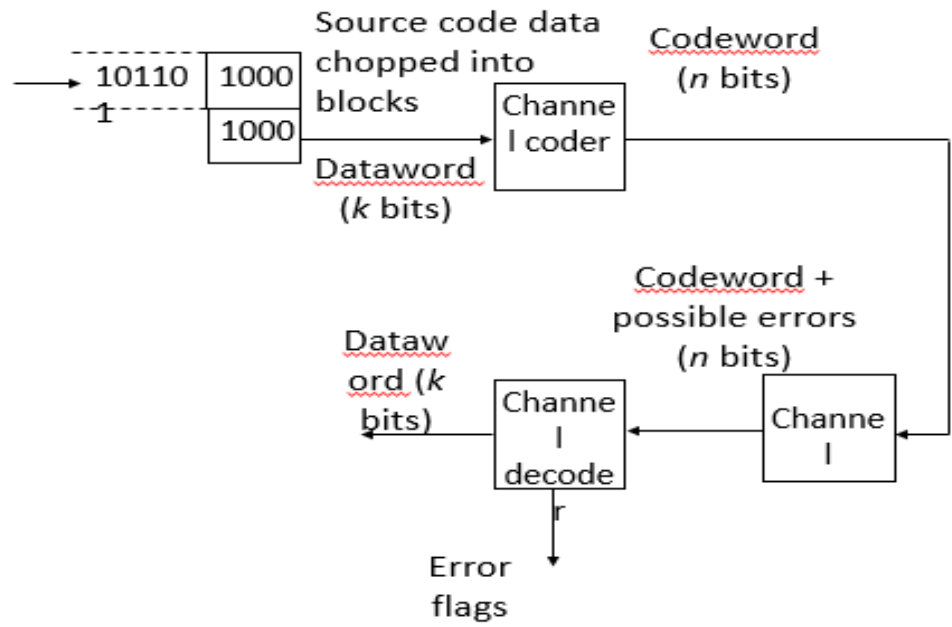 Source code data
chopped into
blocks
10110
1
1000
1000
Dataword
(k bits)
Channe
l coder
Codeword
(n bits)
Codeword +
possible errors
(n bits)
Channe
l
Channe
l
decode
r
Dataw
ord (k
bits)
Error
flags